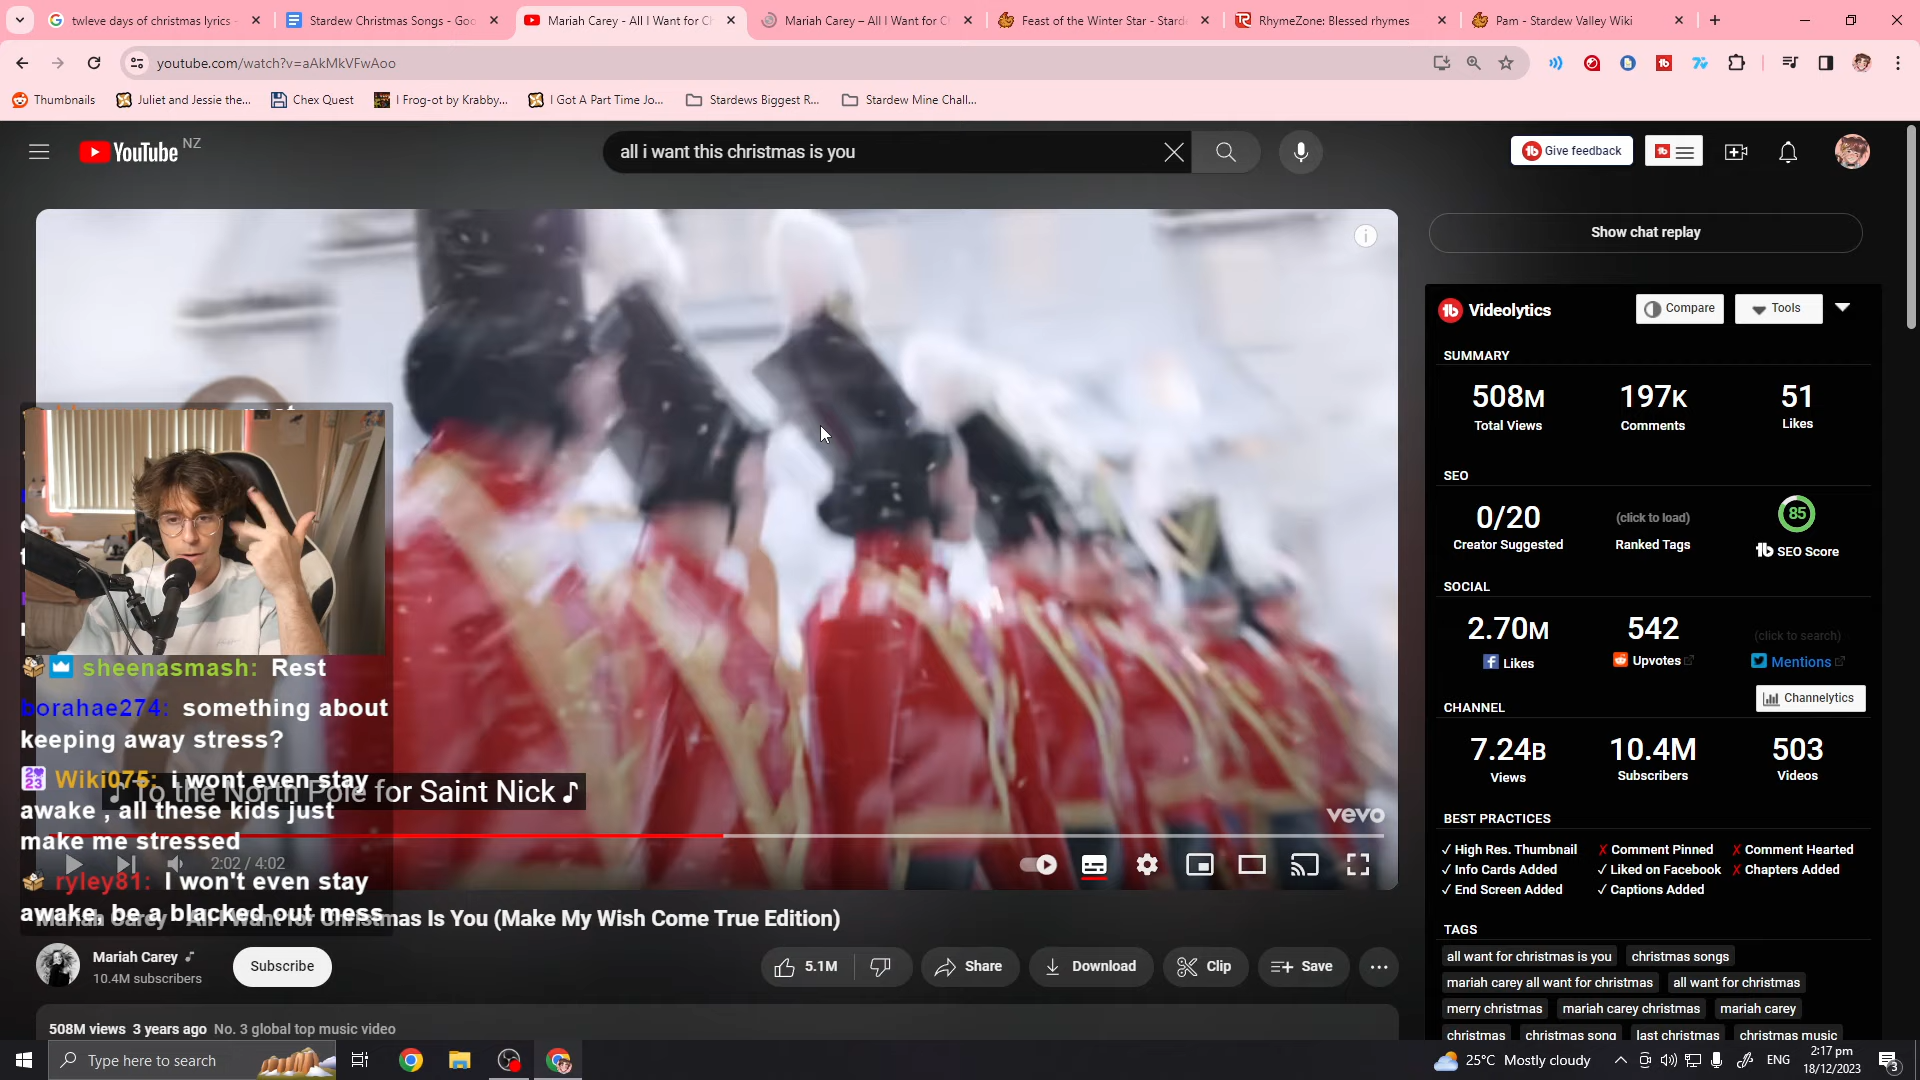 twleve days of christmas lyrics -
Stardew Christmas Songs - Goo
Mariah Carey - All I Want for Ch
Mariah Carey – All I Want for C
Feast of the Winter Star - Stard
RhymeZone: Blessed rhymes
Pam - Stardew Valley Wiki
youtube.com/watch?v=aAkMkVFwAoo
Thumbnails
Juliet and Jessie the...
Chex Quest
I Frog-ot by Krabby...
I Got A Part Time Jo...
Stardews Biggest R...
Stardew Mine Chall...
YouTube NZ
all i want this christmas is you
Give feedback
Show chat replay
Videolytics
Compare
Tools
SUMMARY
508M 197K 51
Total Views Comments Likes
SEO
0/20 (click to load) 85
Creator Suggested Ranked Tags SEO Score
SOCIAL
2.70M 542 (click to search)
Likes Upvotes Mentions
Channelytics
CHANNEL
7.24B 10.4M 503
Views Subscribers Videos
BEST PRACTICES
✓ High Res. Thumbnail ✗ Comment Pinned ✗ Comment Hearted
✓ Info Cards Added ✓ Liked on Facebook ✗ Chapters Added
✓ End Screen Added ✓ Captions Added
TAGS
all want for christmas is you christmas songs
mariah carey all want for christmas all want for christmas
merry christmas mariah carey christmas mariah carey
christmas christmas song last christmas christmas music
sheenasmash: Rest
borahae274: something about
keeping away stress?
Wiki075: i wont even stay
awake , all these kids just
make me stressed
ryley81: I won't even stay
awake, be a blacked out mess
♪ To the North Pole for Saint Nick ♪
vevo
2:02 / 4:02
Mariah Carey - All I Want for Christmas Is You (Make My Wish Come True Edition)
Mariah Carey
10.4M subscribers
Subscribe
5.1M
Share
Download
Clip
Save
508M views 3 years ago No. 3 global top music video
Type here to search
25°C Mostly cloudy
ENG
2:17 pm
18/12/2023
3